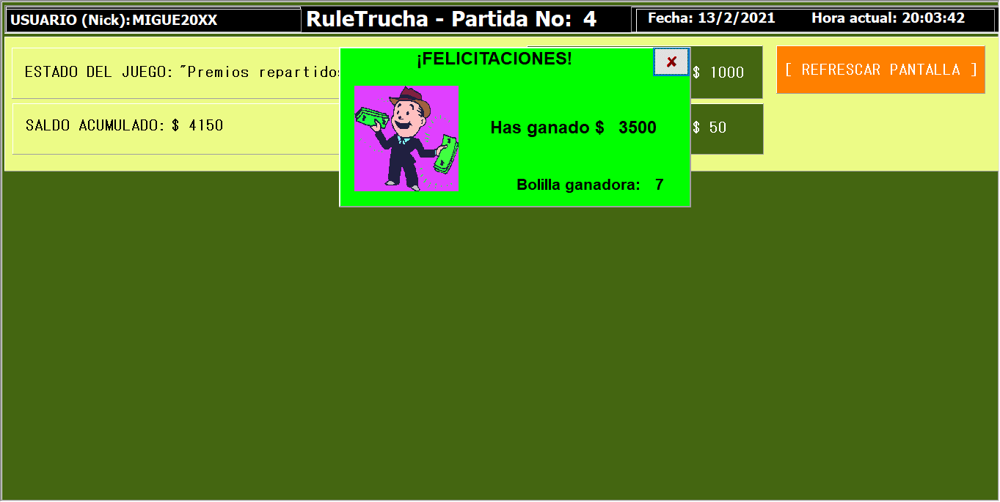 USUARIO (Nick): MIGUE20XX
RuleTrucha - Partida No: 4
Fecha: 13/2/2021
Hora actual: 20:03:42
ESTADO DEL JUEGO: "Premios repartidos
$ 1000
[ REFRESCAR PANTALLA ]
SALDO ACUMULADO: $ 4150
$ 50
¡FELICITACIONES!
Has ganado $ 3500
Bolilla ganadora: 7